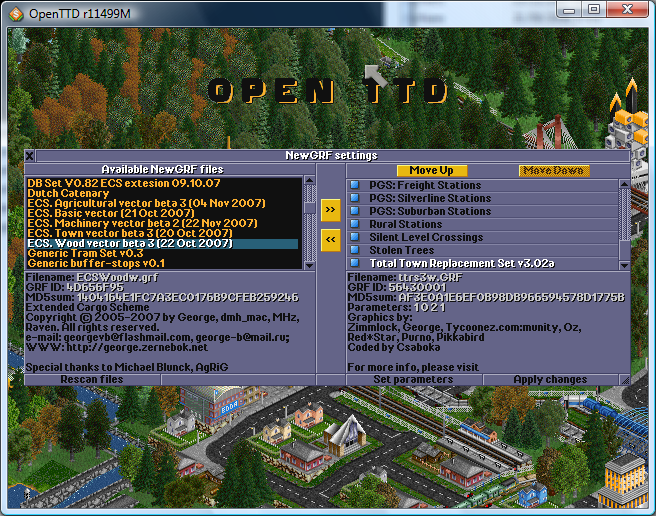 OpenTTD r11499M
OPEN TTD
X NewGRF settings
Available NewGRF files
DB Set V0.82 ECS extesion 09.10.07
Dutch Catenary
ECS. Agricultural vector beta 3 (04 Nov 2007)
ECS. Basic vector (21 Oct 2007)
ECS. Machinery vector beta 2 (22 Nov 2007)
ECS. Town vector beta 3 (20 Oct 2007)
ECS. Wood vector beta 3 (22 Oct 2007)
Generic Tram Set v0.3
Generic buffer-stops v0.1
>>
<<
Move Up
Move Down
PGS: Freight Stations
PGS: Silverline Stations
PGS: Suburban Stations
Rural Stations
Silent Level Crossings
Stolen Trees
Total Town Replacement Set v3.02a
Filename: ECSWoodw.grf
GRF ID: 4D656F95
MD5sum: 1404164E1FC7A3EC0176B9CFEB259246
Extended Cargo Scheme
Copyright © 2005-2007 by George, dmh_mac, MHz,
Raven. All rights reserved.
e-mail: georgevb@flashmail.com, george-b@mail.ru;
WWW: http://george.zernebok.net
Special thanks to Michael Blunck, AgRiG
Filename: ttrs3w.GRF
GRF ID: 56430001
MD5sum: AF3E0A1E6EF0B98DB966594578D1775B
Parameters: 1 0 2 1
Graphics by:
Zimmlock, George, Tycoonez.com:munity, Oz,
Red*Star, Purno, Pikkabird
Coded by Csaboka
For more info, please visit
Rescan files
Set parameters
Apply changes